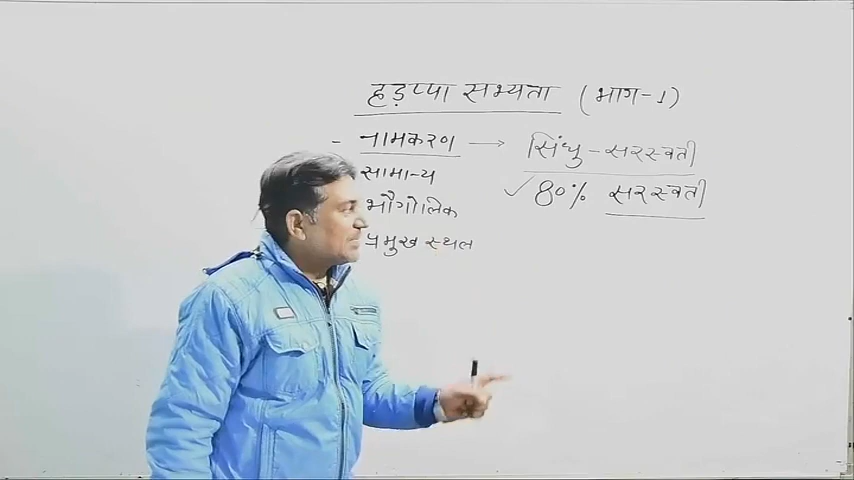 हड़प्पा सभ्यता (भाग-1)
- नामकरण → सिंधु-सरस्वती
सामान्य ✓ 80% सरस्वती
भौगोलिक
प्रमुख स्थल